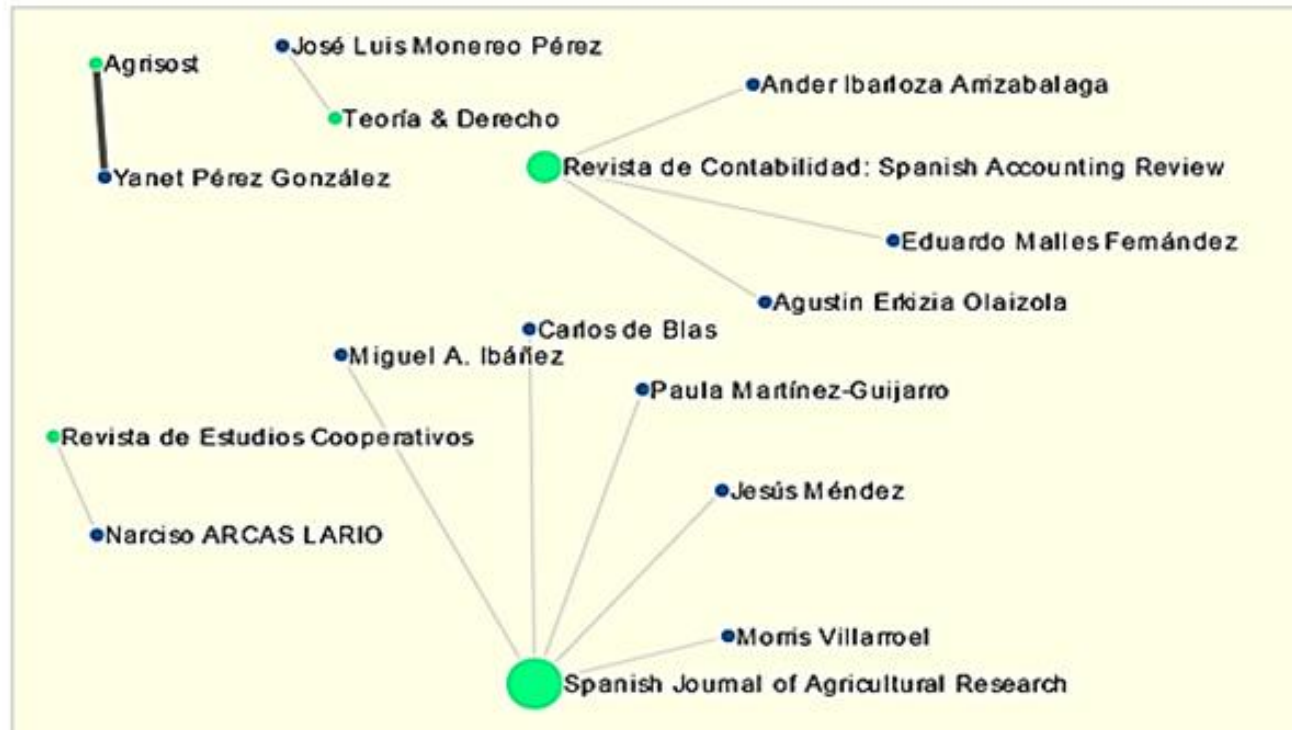 José Luis Monereo Pérez
Agrisost
Ander Ibarloza Arrizabalaga
Teoría & Derecho
Revista de Contabilidad: Spanish Accounting Review
Yanet Pérez González
Eduardo Malles Fernández
Agustin Erkizia Olaizola
Carlos de Blas
Miguel A. Ibáñez
Paula Martínez-Guijarro
Revista de Estudios Cooperativos
Jesús Méndez
Narciso ARCAS LARIO
Morris Villarroel
Spanish Journal of Agricultural Research